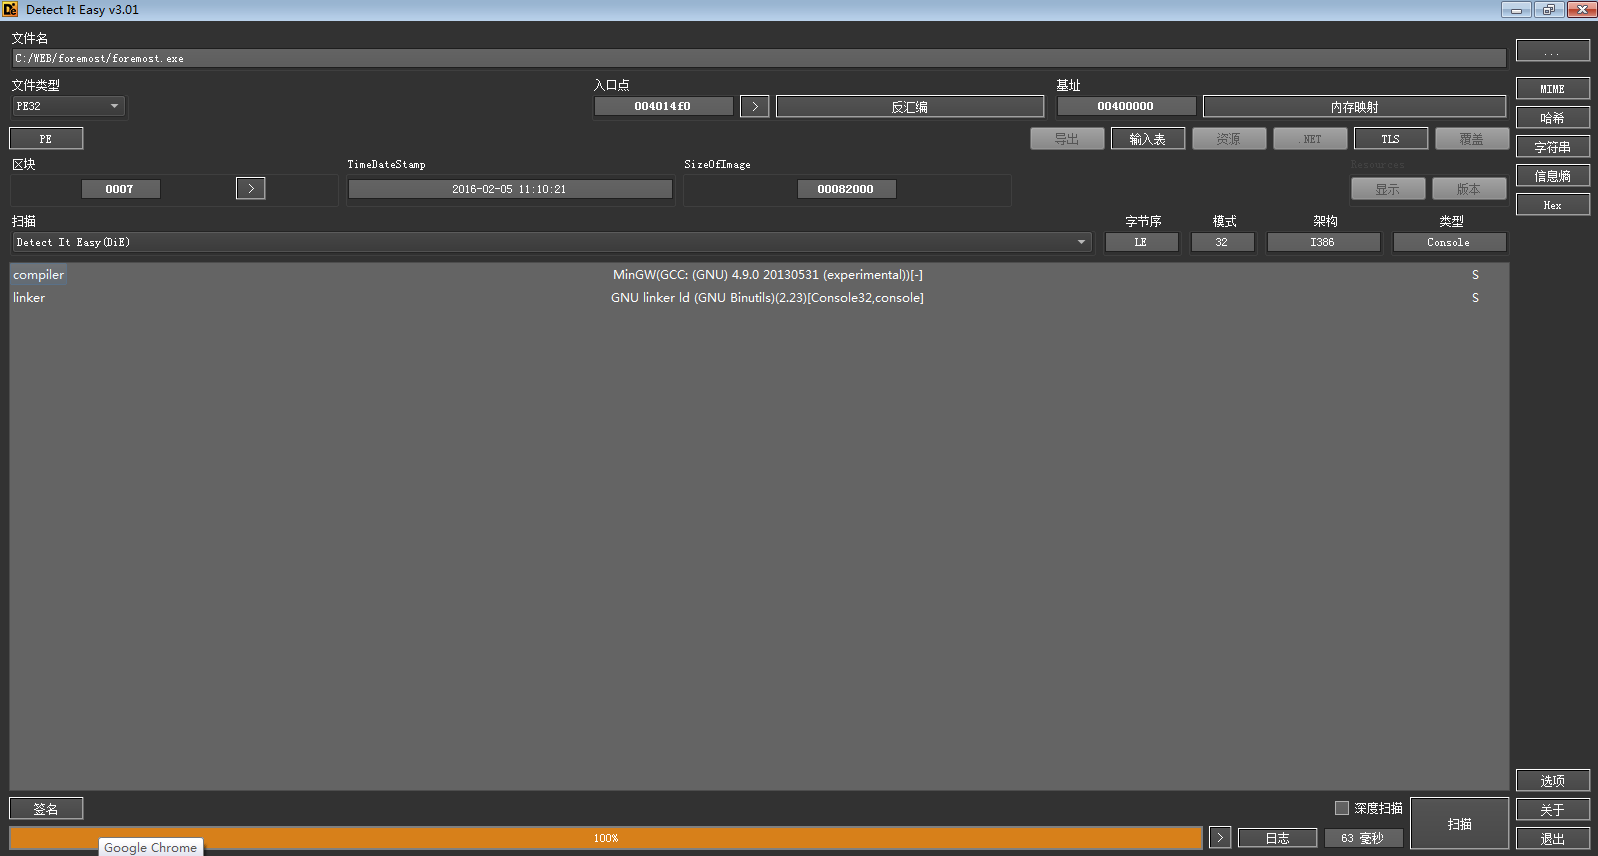 Detect It Easy v3.01
文件名
C:/WEB/foremost/foremost.exe
...
文件类型
入口点
基址
PE32
004014f0
>
反汇编
00400000
内存映射
MIME
哈希
PE
导出
输入表
资源
.NET
TLS
覆盖
字符串
区块
TimeDateStamp
SizeOfImage
Resources
0007
>
2016-02-05 11:10:21
00082000
显示
版本
信息熵
Hex
扫描
字节序
模式
架构
类型
Detect It Easy(DiE)
LE
32
I386
Console
compiler
MinGW(GCC: (GNU) 4.9.0 20130531 (experimental))[-]
S
linker
GNU linker ld (GNU Binutils)(2.23)[Console32,console]
S
选项
签名
深度扫描
扫描
关于
100%
>
日志
63 毫秒
退出
Google Chrome